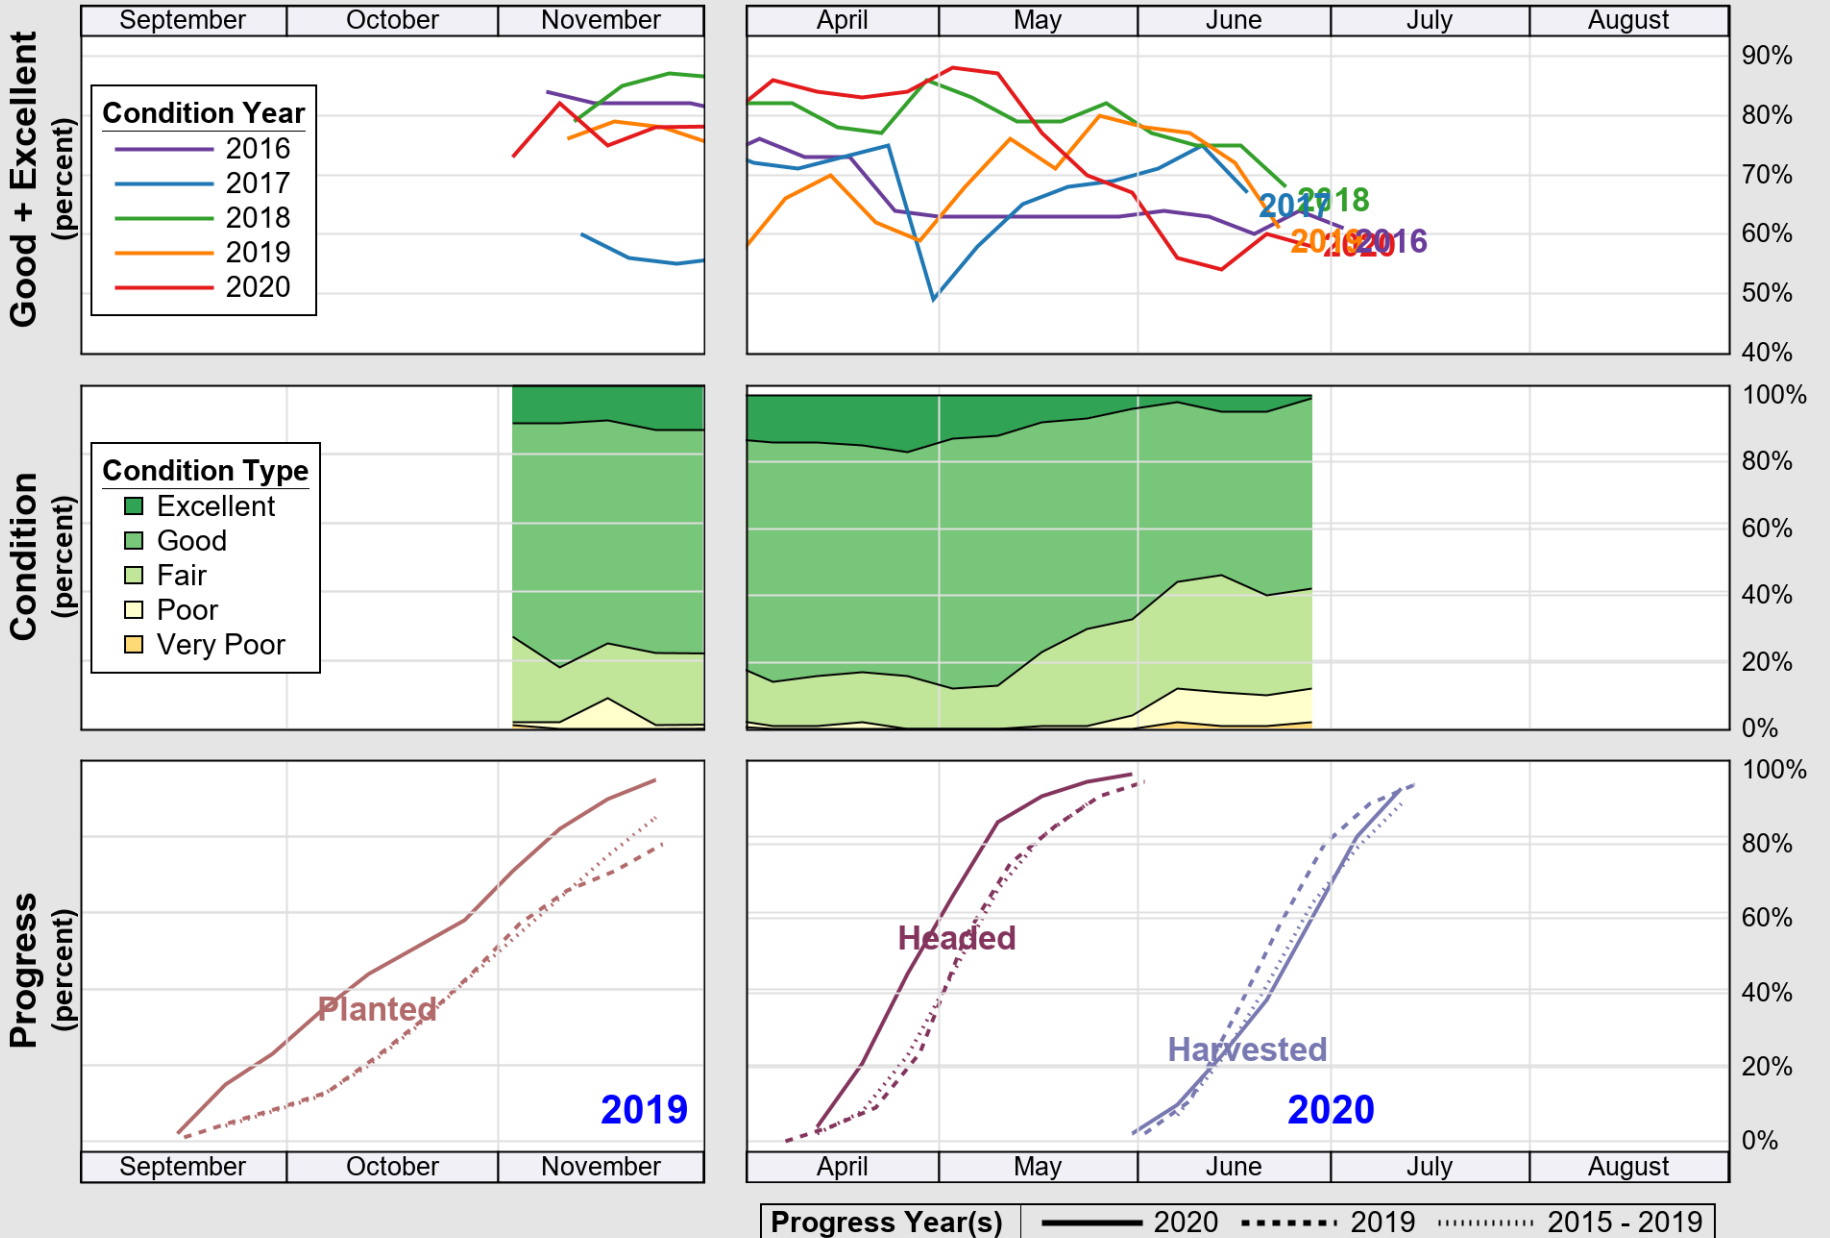 September October November April May June July August
Good + Excellent
(percent)
90%
80%
70%
60%
50%
40%
Condition Year
2016
2017
2018
2019
2020
2018
2017
2019
2020
2016
Condition
(percent)
100%
80%
60%
40%
20%
0%
Condition Type
Excellent
Good
Fair
Poor
Very Poor
Progress
(percent)
100%
80%
60%
40%
20%
0%
Headed
Planted
Harvested
2019
2020
September October November April May June July August
Progress Year(s) 2020 2019 2015 - 2019